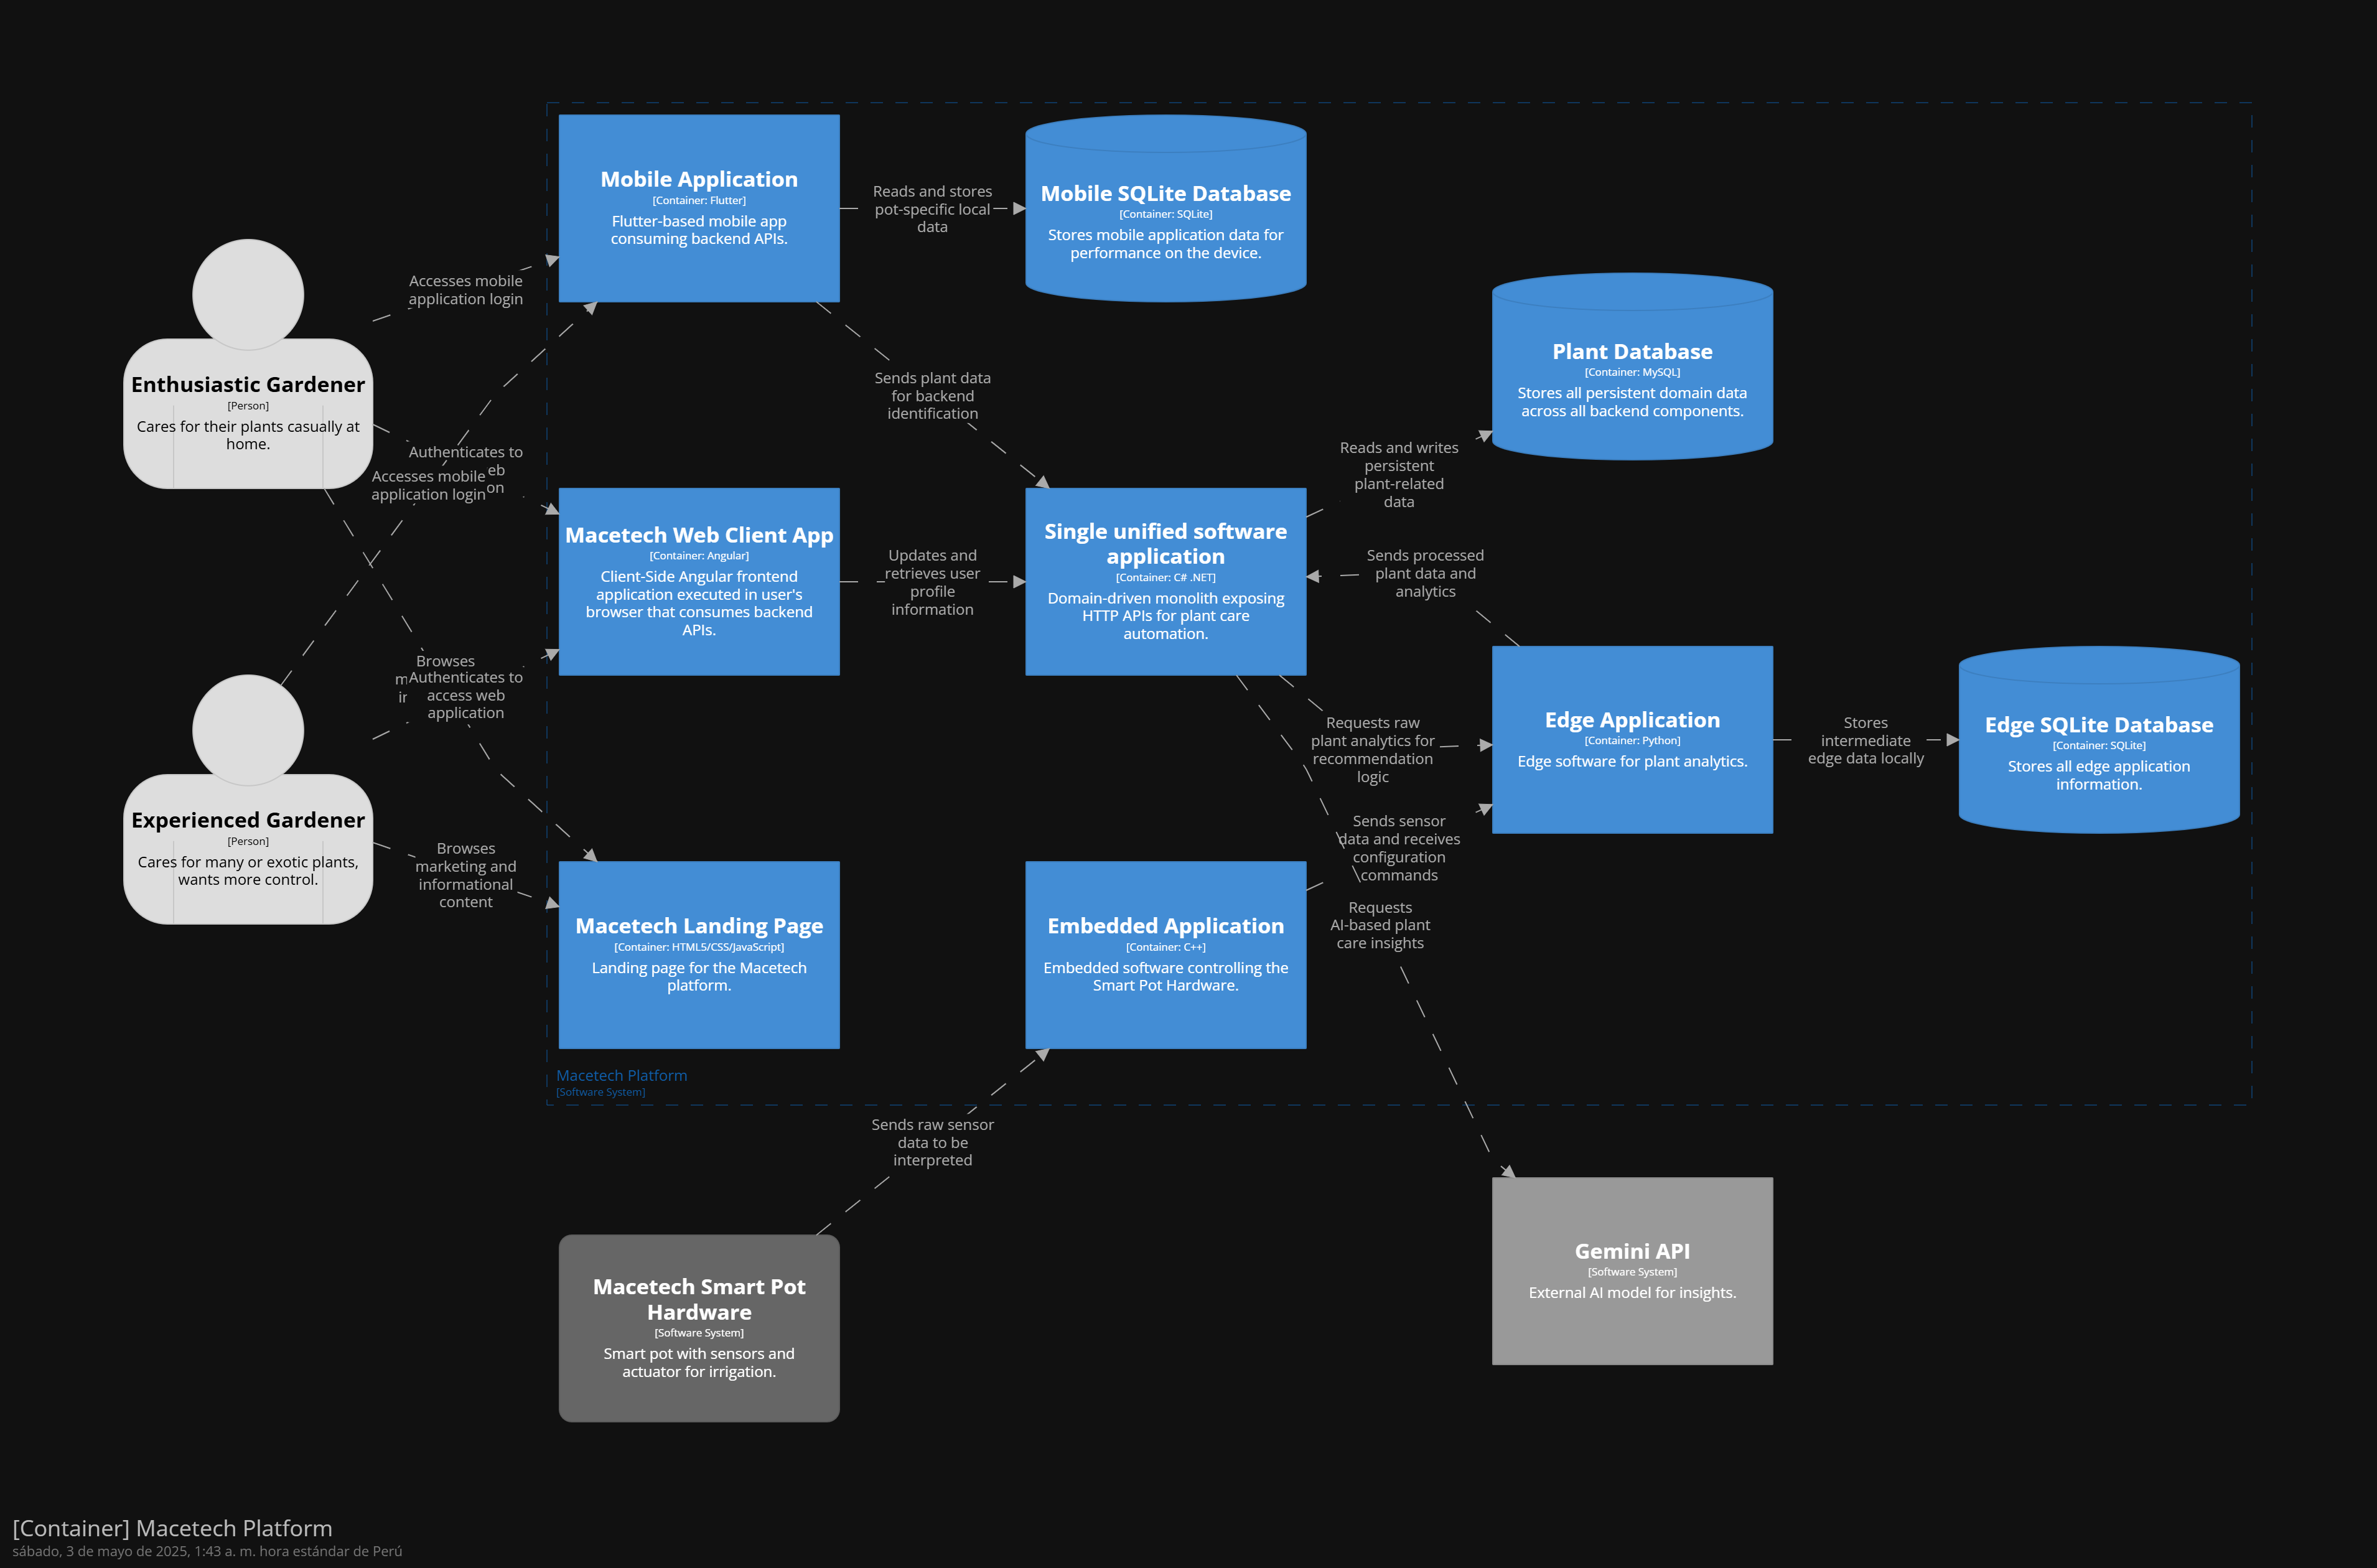 Mobile Application
[Container: Flutter]
Flutter-based mobile app
consuming backend APIs.
Reads and stores
pot-specific local
data
Mobile SQLite Database
[Container: SQLite]
Stores mobile application data for
performance on the device.
Enthusiastic Gardener
[Person]
Cares for their plants casually at
home.
Accesses mobile
application login
Authenticates to
eb
on
Accesses mobile
application login
Sends plant data
for backend
identification
Plant Database
[Container: MySQL]
Stores all persistent domain data
across all backend components.
Reads and writes
persistent
plant-related
data
Macetech Web Client App
[Container: Angular]
Client-Side Angular frontend
application executed in user's
browser that consumes backend
APIs.
Updates and
retrieves user
profile
information
Single unified software
application
[Container: C# .NET]
Domain-driven monolith exposing
HTTP APIs for plant care
automation.
Sends processed
plant data and
analytics
Browses
Authenticates to
access web
application
Requests raw
plant analytics for
recommendation
logic
Edge Application
[Container: Python]
Edge software for plant analytics.
Stores
intermediate
edge data locally
Edge SQLite Database
[Container: SQLite]
Stores all edge application
information.
Experienced Gardener
[Person]
Cares for many or exotic plants,
wants more control.
Browses
marketing and
informational
content
Sends sensor
data and receives
configuration
commands
Macetech Landing Page
[Container: HTML5/CSS/JavaScript]
Landing page for the Macetech
platform.
Embedded Application
[Container: C++]
Embedded software controlling the
Smart Pot Hardware.
Requests
AI-based plant
care insights
Macetech Platform
[Software System]
Sends raw sensor
data to be
interpreted
Macetech Smart Pot
Hardware
[Software System]
Smart pot with sensors and
actuator for irrigation.
Gemini API
[Software System]
External AI model for insights.
[Container] Macetech Platform
sábado, 3 de mayo de 2025, 1:43 a. m. hora estándar de Perú